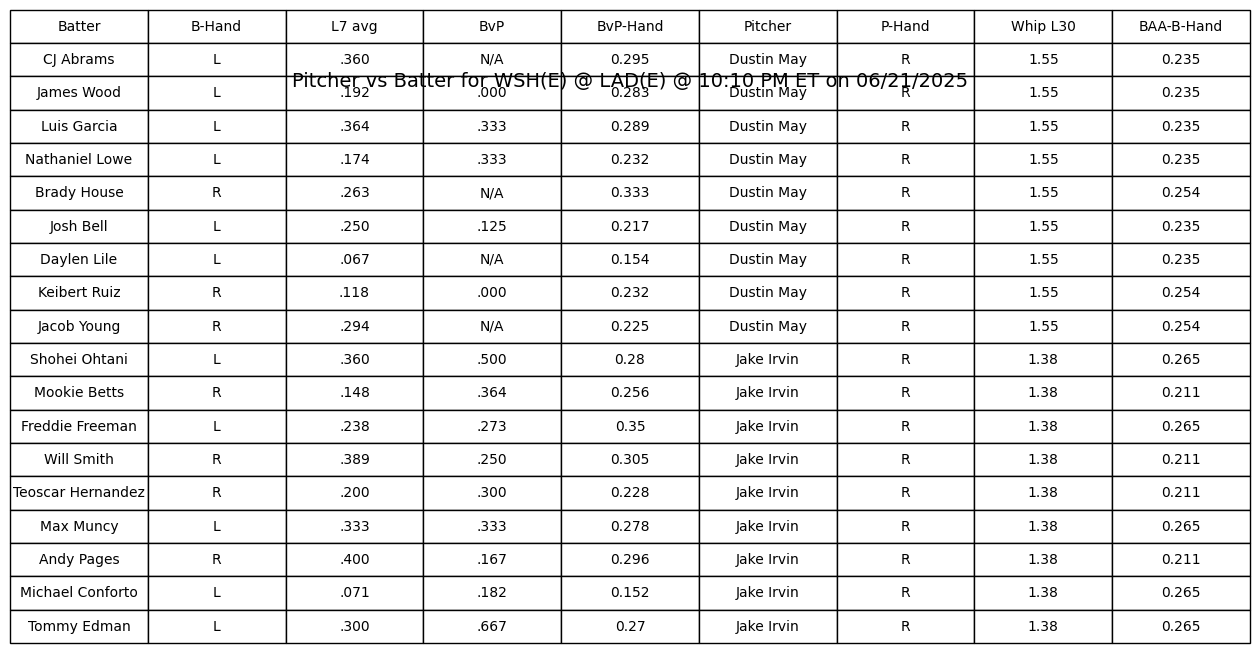 Batter B-Hand L7 avg BvP BvP-Hand Pitcher P-Hand Whip L30 BAA-B-Hand
CJ Abrams L .360 N/A 0.295 Dustin May R 1.55 0.235
Pitcher vs Batter for WSH(E) @ LAD(E) @ 10:10 PM ET on 06/21/2025
James Wood L .192 .000 0.283 Dustin May R 1.55 0.235
Luis Garcia L .364 .333 0.289 Dustin May R 1.55 0.235
Nathaniel Lowe L .174 .333 0.232 Dustin May R 1.55 0.235
Brady House R .263 N/A 0.333 Dustin May R 1.55 0.254
Josh Bell L .250 .125 0.217 Dustin May R 1.55 0.235
Daylen Lile L .067 N/A 0.154 Dustin May R 1.55 0.235
Keibert Ruiz R .118 .000 0.232 Dustin May R 1.55 0.254
Jacob Young R .294 N/A 0.225 Dustin May R 1.55 0.254
Shohei Ohtani L .360 .500 0.28 Jake Irvin R 1.38 0.265
Mookie Betts R .148 .364 0.256 Jake Irvin R 1.38 0.211
Freddie Freeman L .238 .273 0.35 Jake Irvin R 1.38 0.265
Will Smith R .389 .250 0.305 Jake Irvin R 1.38 0.211
Teoscar Hernandez R .200 .300 0.228 Jake Irvin R 1.38 0.211
Max Muncy L .333 .333 0.278 Jake Irvin R 1.38 0.265
Andy Pages R .400 .167 0.296 Jake Irvin R 1.38 0.211
Michael Conforto L .071 .182 0.152 Jake Irvin R 1.38 0.265
Tommy Edman L .300 .667 0.27 Jake Irvin R 1.38 0.265